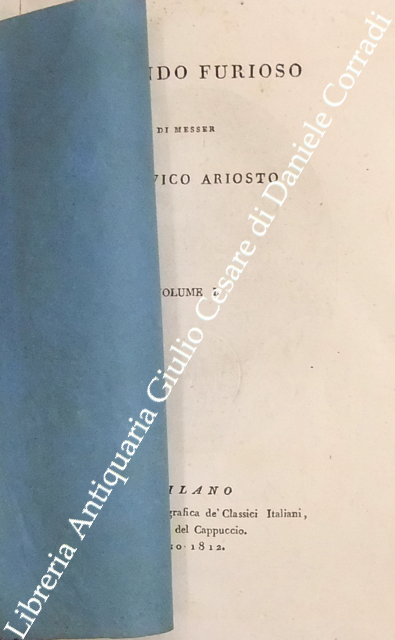 NDO FURIOSO
DI MESSER
VICO ARIOSTO
VOLUME I
ILANO
grafica de' Classici Italiani,
del Cappuccio.
1812.
Libreria Antiquaria Giulio Cesare di Daniele Corradi